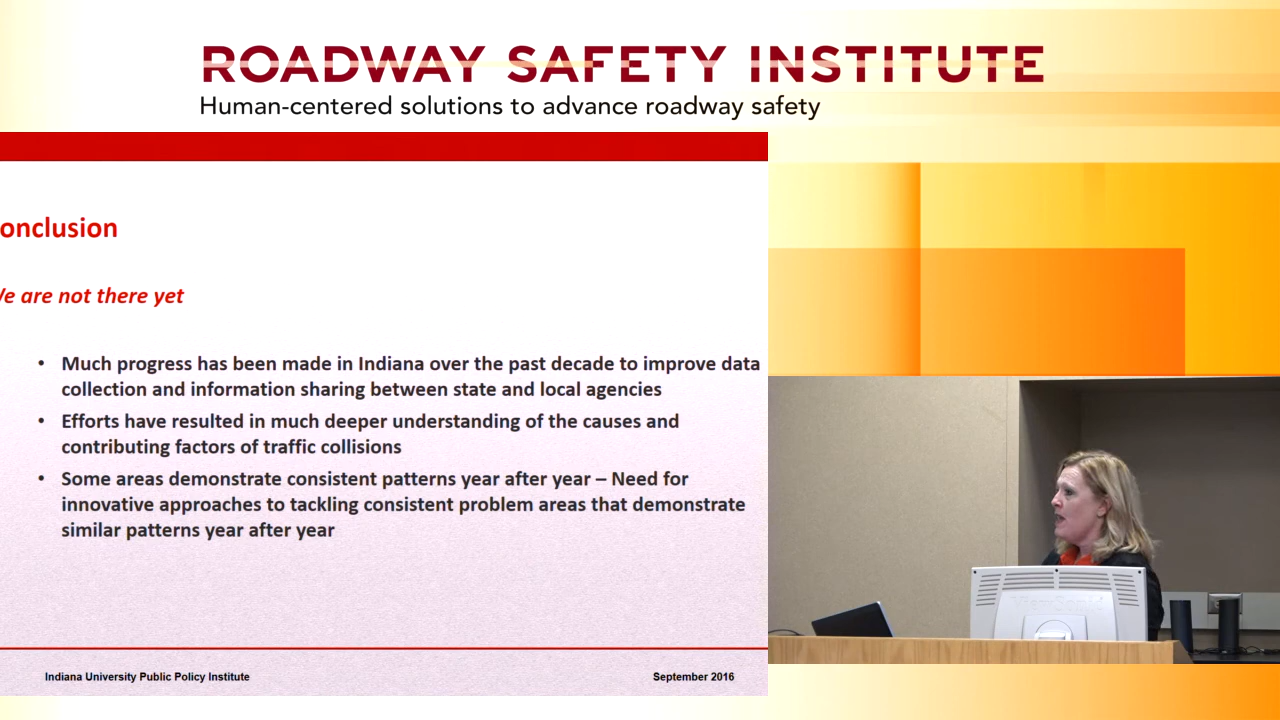 ROADWAY SAFETY INSTITUTE
Human-centered solutions to advance roadway safety
onclusion
We are not there yet
• Much progress has been made in Indiana over the past decade to improve data
collection and information sharing between state and local agencies
• Efforts have resulted in much deeper understanding of the causes and
contributing factors of traffic collisions
• Some areas demonstrate consistent patterns year after year – Need for
innovative approaches to tackling consistent problem areas that demonstrate
similar patterns year after year
Indiana University Public Policy Institute
September 2016